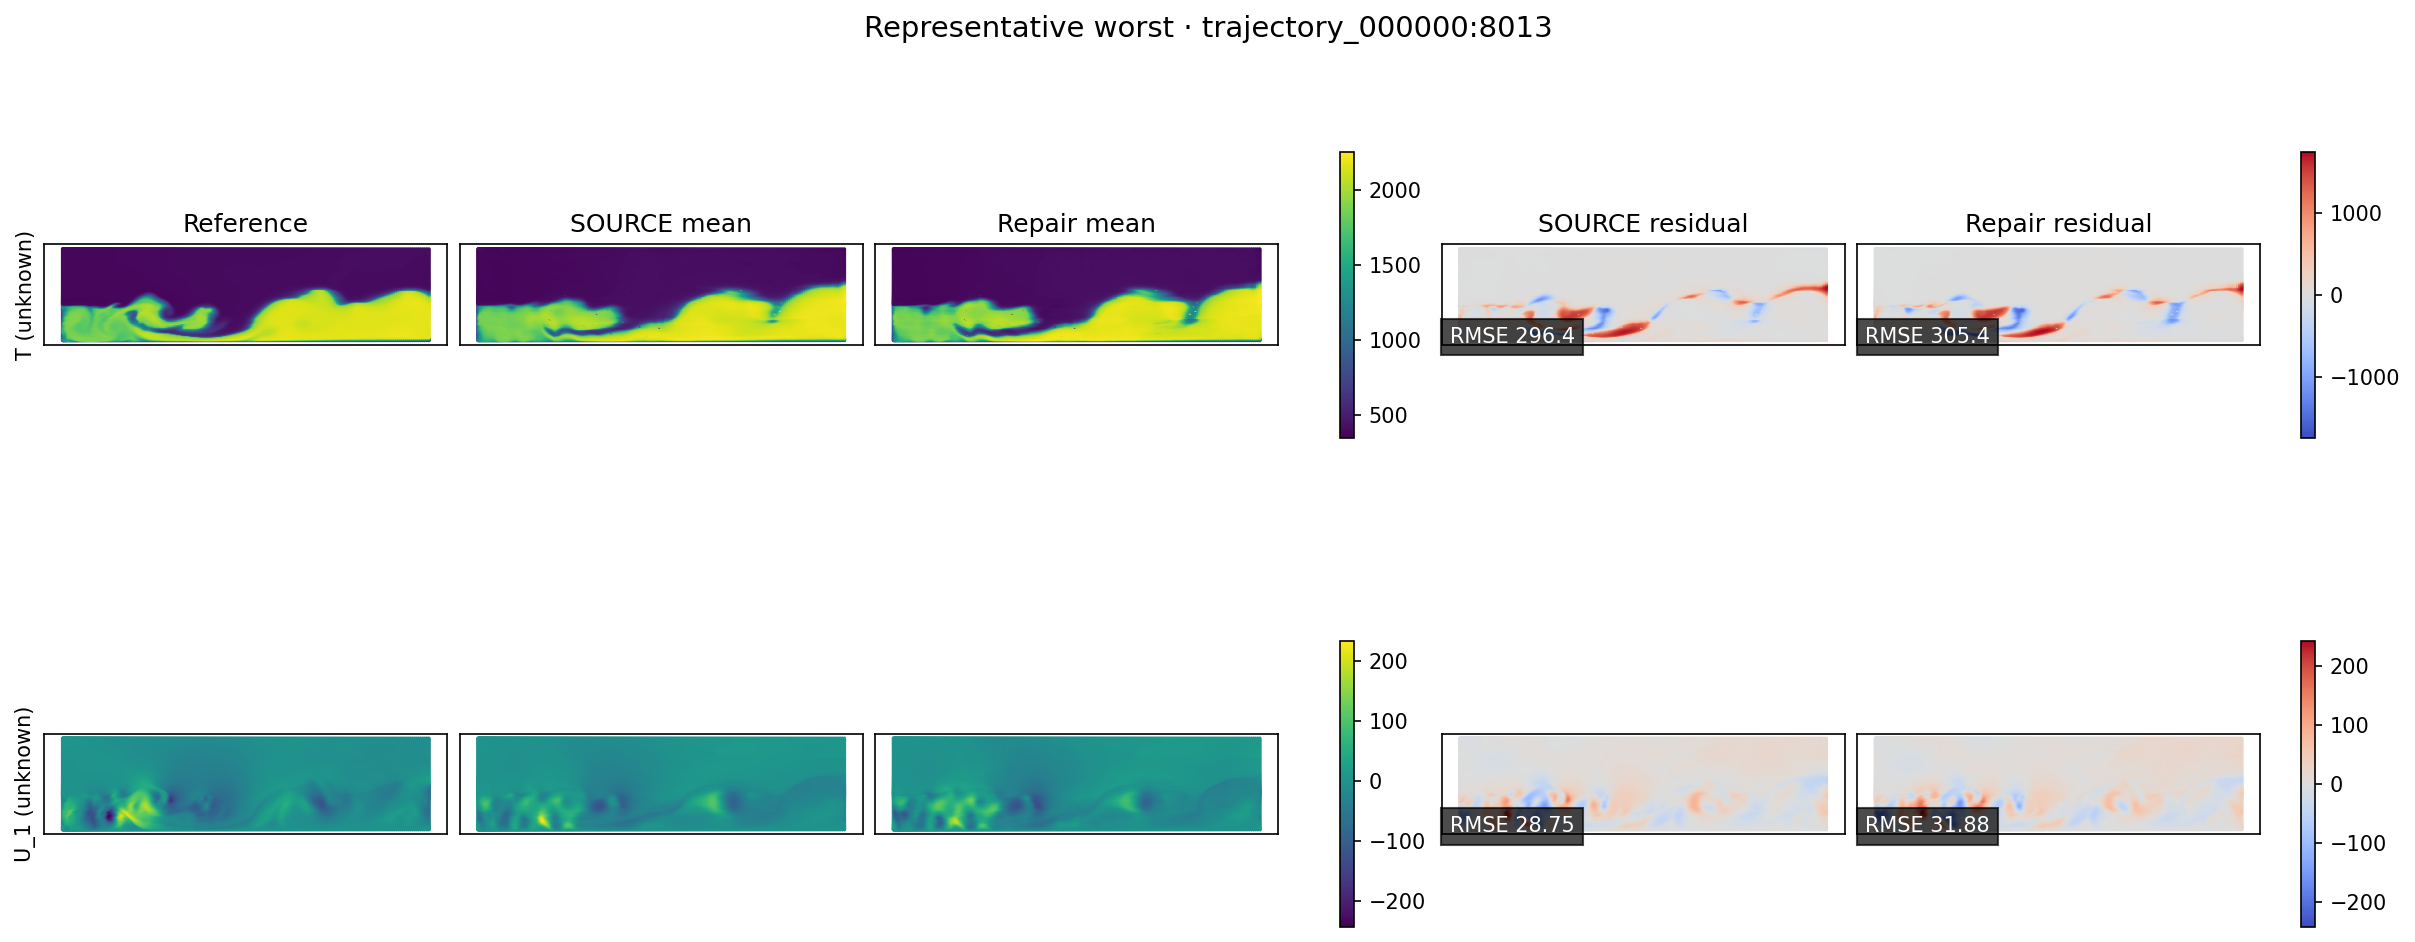 Representative worst · trajectory_000000:8013
Reference
SOURCE mean
Repair mean
SOURCE residual
Repair residual
T (unknown)
2000
1500
1000
500
RMSE 296.4
RMSE 305.4
1000
0
−1000
U_1 (unknown)
200
100
0
−100
−200
RMSE 28.75
RMSE 31.88
200
100
0
−100
−200